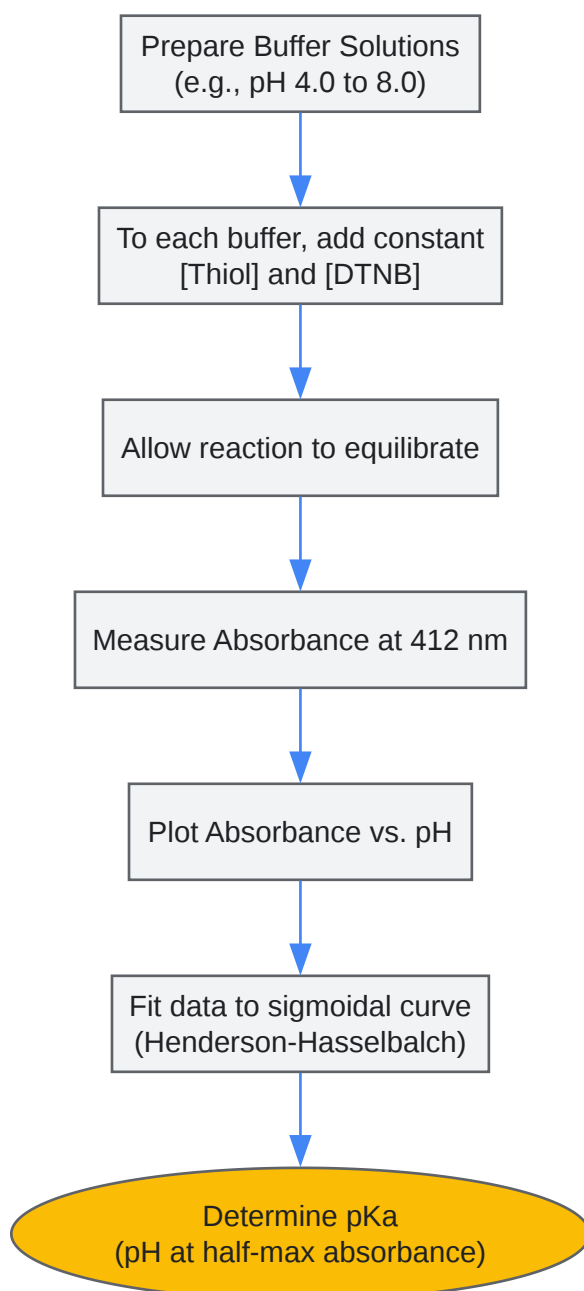 Prepare Buffer Solutions
(e.g., pH 4.0 to 8.0)
To each buffer, add constant
[Thiol] and [DTNB]
Allow reaction to equilibrate
Measure Absorbance at 412 nm
Plot Absorbance vs. pH
Fit data to sigmoidal curve
(Henderson-Hasselbalch)
Determine pKa
(pH at half-max absorbance)